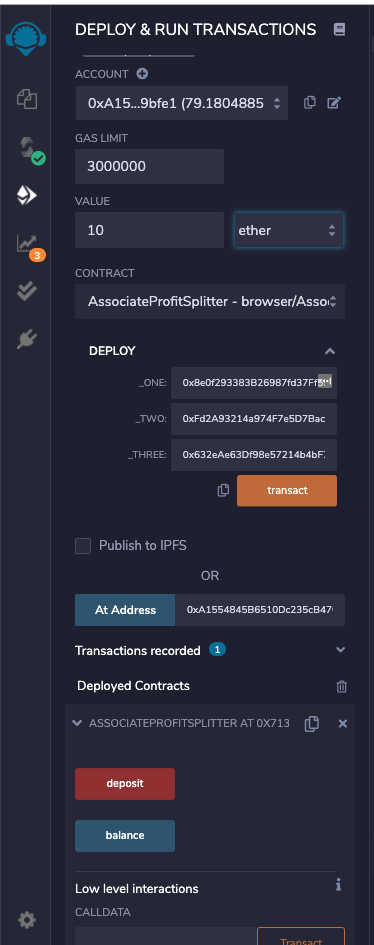 DEPLOY & RUN TRANSACTIONS
ACCOUNT
0xA15...9bfe1 (79.1804885
GAS LIMIT
3000000
VALUE
10 ether
CONTRACT
AssociateProfitSplitter - browser/Asso
3
DEPLOY
_ONE: 0x8e0f293383B26987fd37Ff
_TWO: 0xFd2A93214a974F7e5D7Bac
_THREE: 0x632eAe63Df98e57214b4bF
transact
Publish to IPFS
OR
At Address 0xA1554845B6510Dc235cB47
Transactions recorded 1
Deployed Contracts
ASSOCIATEPROFITSPLITTER AT 0X713
deposit
balance
Low level interactions
CALLDATA
Transact